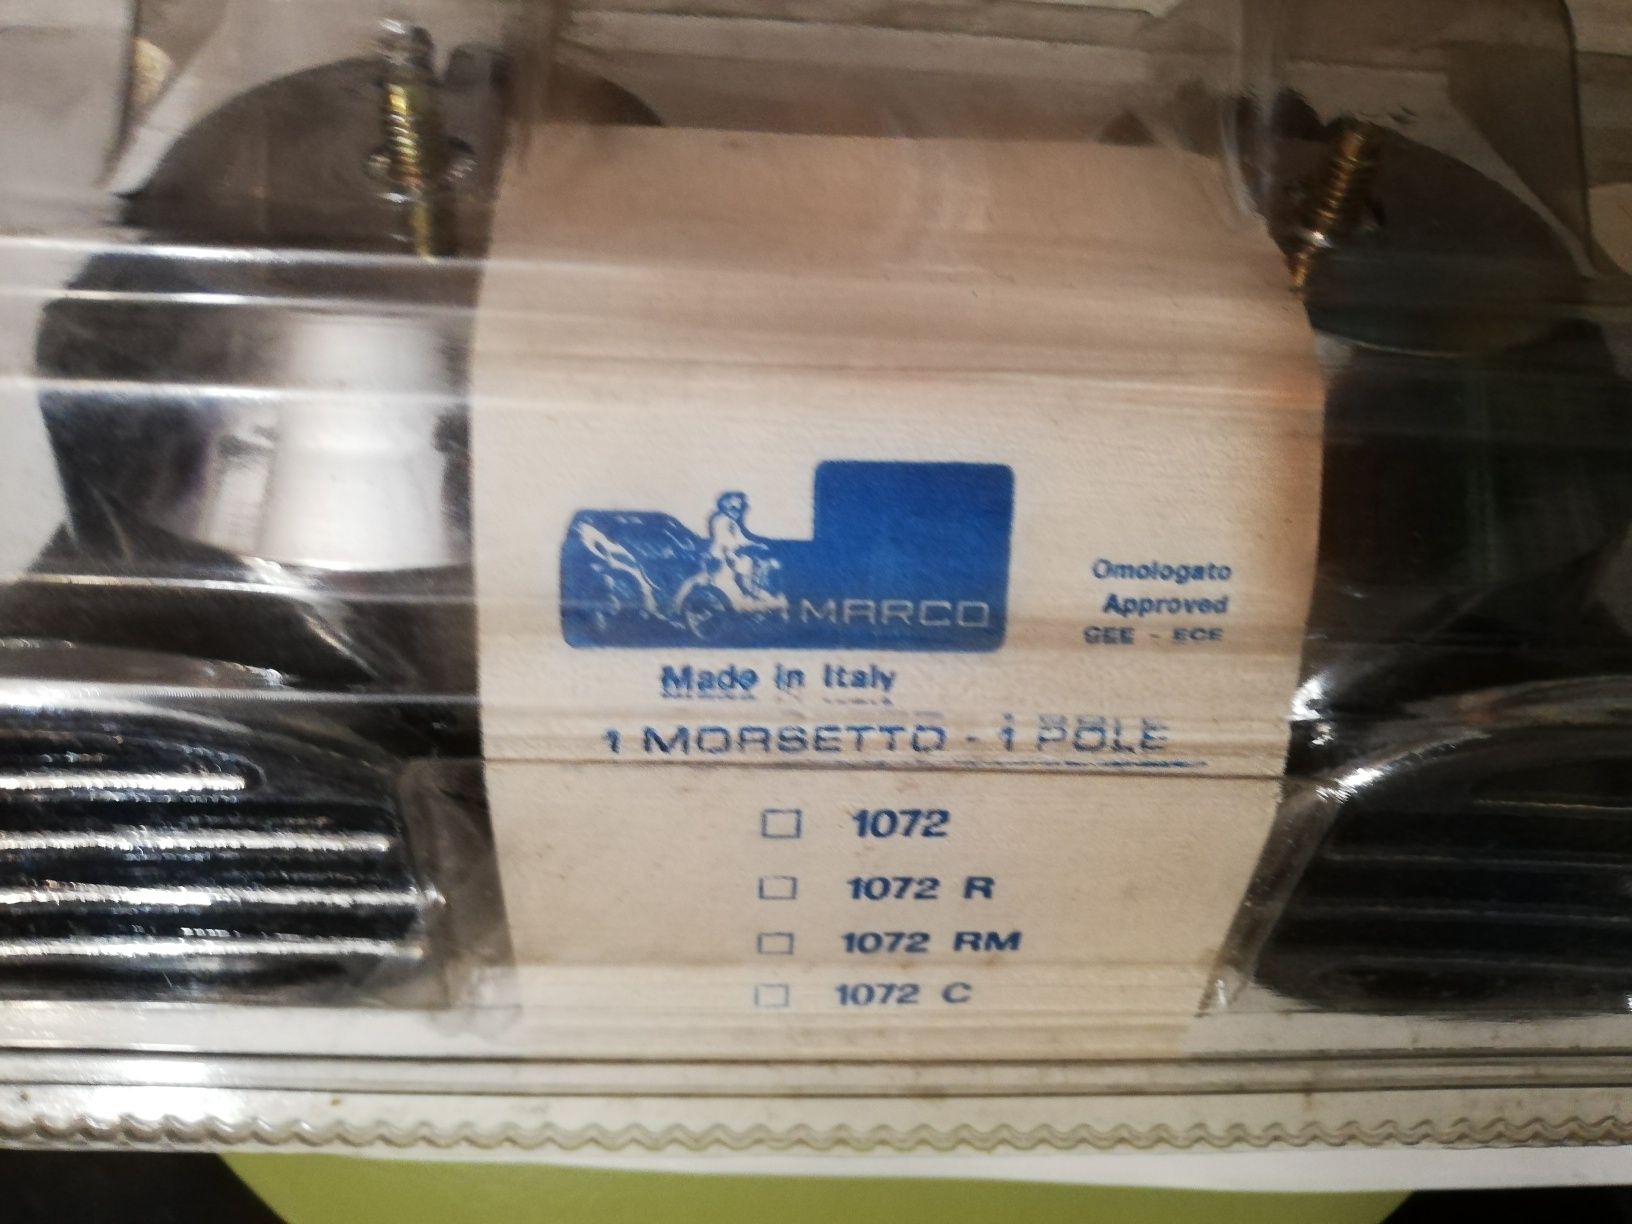 MARCO
Omologato
Approved
CEE - ECE
Made in Italy
1 MORSETTO - 1 POLE
1072
1072 R
1072 RM
1072 C